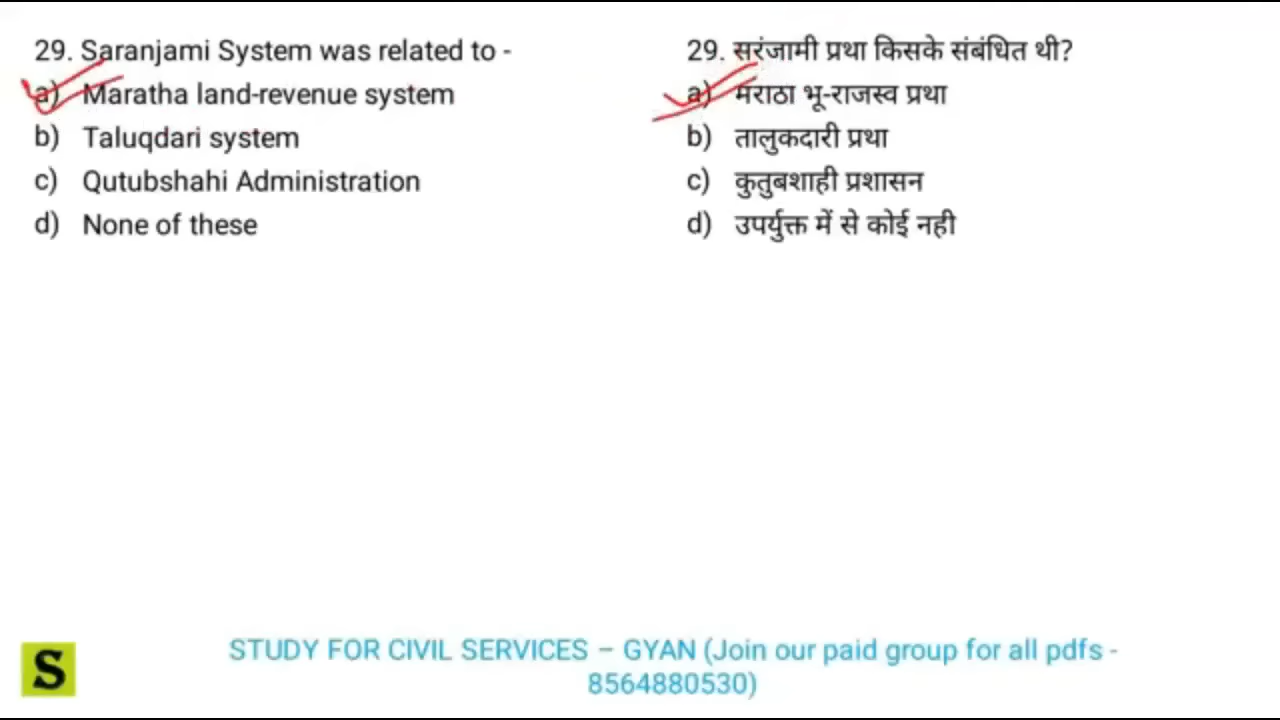 29. Saranjami System was related to -
a) Maratha land-revenue system
b) Taluqdari system
c) Qutubshahi Administration
d) None of these
29. सरंजामी प्रथा किसके संबंधित थी?
a) मराठा भू-राजस्व प्रथा
b) तालुकदारी प्रथा
c) कुतुबशाही प्रशासन
d) उपर्युक्त में से कोई नही
S
STUDY FOR CIVIL SERVICES – GYAN (Join our paid group for all pdfs -
8564880530)